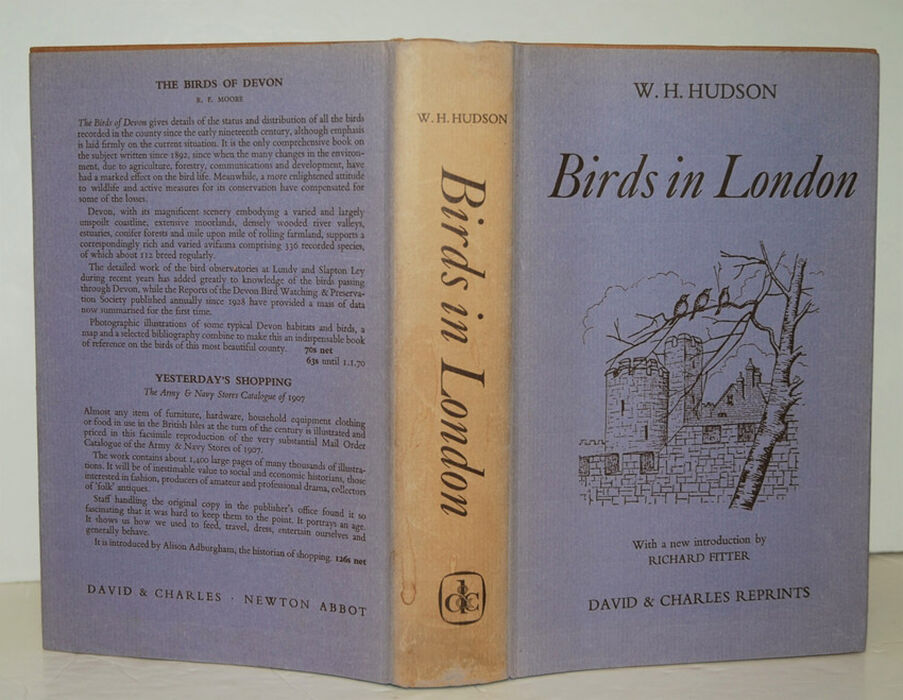 THE BIRDS OF DEVON
R. F. MOORE
The Birds of Devon gives details of the status and distribution of all the birds
recorded in the county since the early nineteenth century, although emphasis
is laid firmly on the current situation. It is the only comprehensive book on
the subject written since 1892, since when the many changes in the environ-
ment, due to agriculture, forestry, communications and development, have
had a marked effect on the bird life. Meanwhile, a more enlightened attitude
to wildlife and active measures for its conservation have compensated for
some of the losses.
Devon, with its magnificent scenery embodying a varied and largely
unspoilt coastline, extensive moorlands, densely wooded river valleys,
estuaries, conifer forests and mile upon mile of rolling farmland, supports a
correspondingly rich and varied avifauna comprising 336 recorded species,
of which about 112 breed regularly.
The detailed work of the bird observatories at Lundy and Slapton Ley
during recent years has added greatly to knowledge of the birds passing
through Devon, while the Reports of the Devon Bird Watching & Preserva-
tion Society published annually since 1928 have provided a mass of data
now summarised for the first time.
Photographic illustrations of some typical Devon habitats and birds, a
map and a selected bibliography combine to make this an indispensable book
of reference on the birds of this most beautiful county. 70s net
63s until 1.1.70
YESTERDAY'S SHOPPING
The Army & Navy Stores Catalogue of 1907
Almost any item of furniture, hardware, household equipment clothing
or food in use in the British Isles at the turn of the century is illustrated and
priced in this facsimile reproduction of the very substantial Mail Order
Catalogue of the Army & Navy Stores of 1907.
The work contains about 1,400 large pages of many thousands of illustra-
tions. It will be of inestimable value to social and economic historians, those
interested in fashion, producers of amateur and professional drama, collectors
of 'folk' antiques.
Staff handling the original copy in the publisher's office found it so
fascinating that it was hard to keep them to the point. It portrays an age.
It shows us how we used to feed, travel, dress, entertain ourselves and
generally behave.
It is introduced by Alison Adburgham, the historian of shopping. 126s net
DAVID & CHARLES · NEWTON ABBOT
W. H. HUDSON
Birds in London
W. H. HUDSON
Birds in London
With a new introduction by
RICHARD FITTER
DAVID & CHARLES REPRINTS